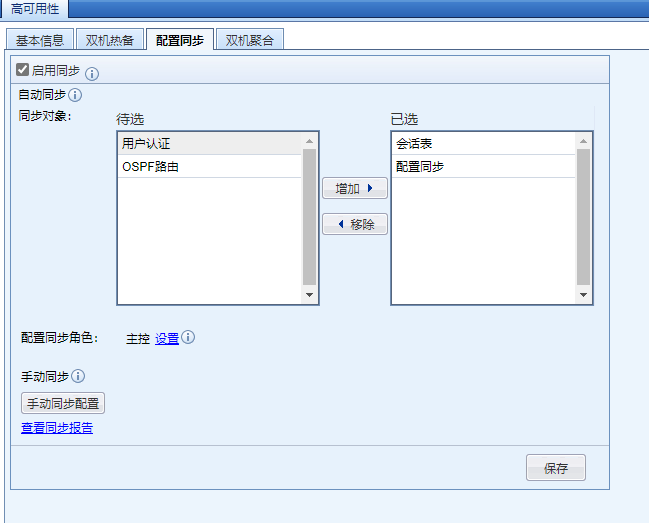 高可用性
基本信息 双机热备 配置同步 双机聚合
启用同步
自动同步
同步对象: 待选 已选
用户认证 会话表
OSPF路由 配置同步
增加
移除
配置同步角色: 主控 设置
手动同步
手动同步配置
查看同步报告
保存